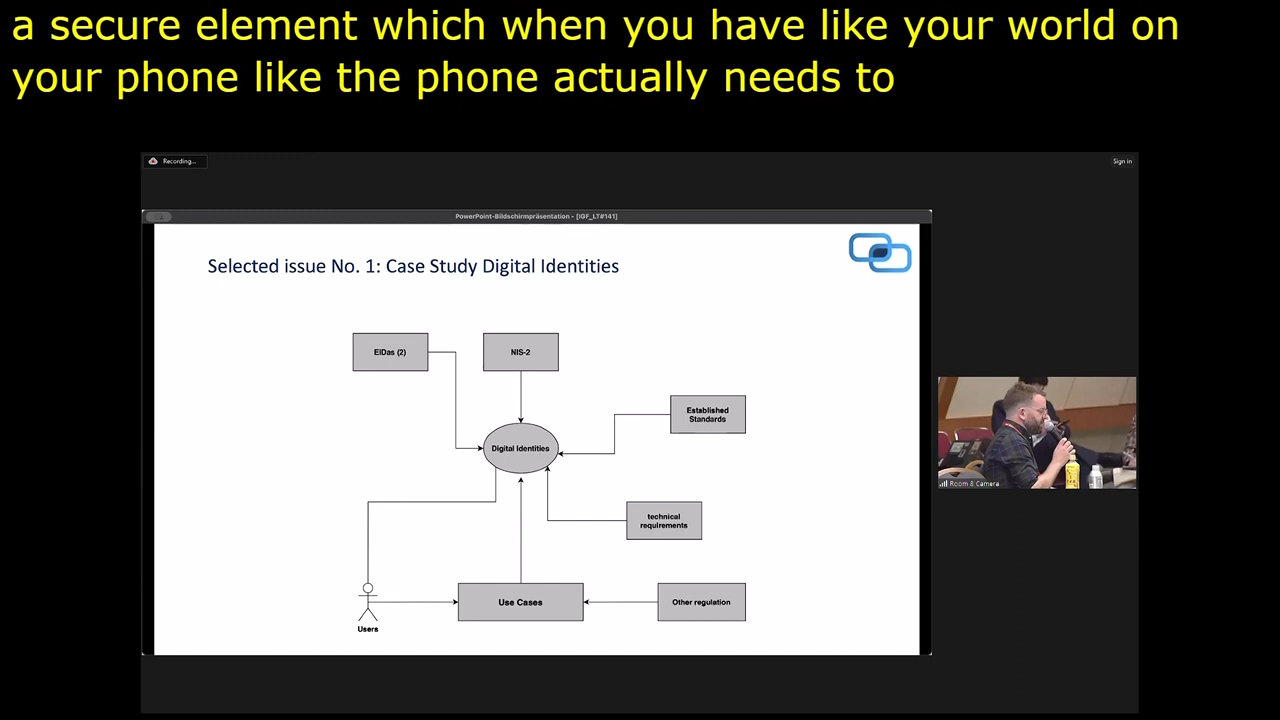 a secure element which when you have like your world on
your phone like the phone actually needs to
Recording...
Sign in
PowerPoint-Bildschirmpräsentation - [IGF_LT#141]
Selected issue No. 1: Case Study Digital Identities
EiDas (2)
NIS-2
Established
Standards
Digital Identities
technical
requirements
Use Cases
Other regulation
Users
Room 8 Camera